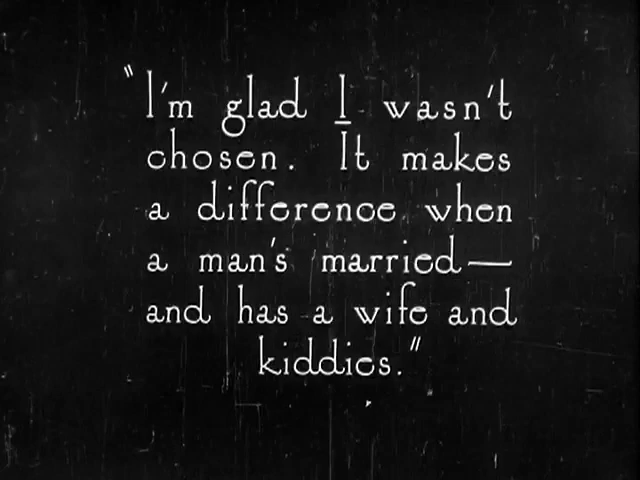 "I'm glad I wasn't
chosen. It makes
a difference when
a man's married—
and has a wife and
kiddies."